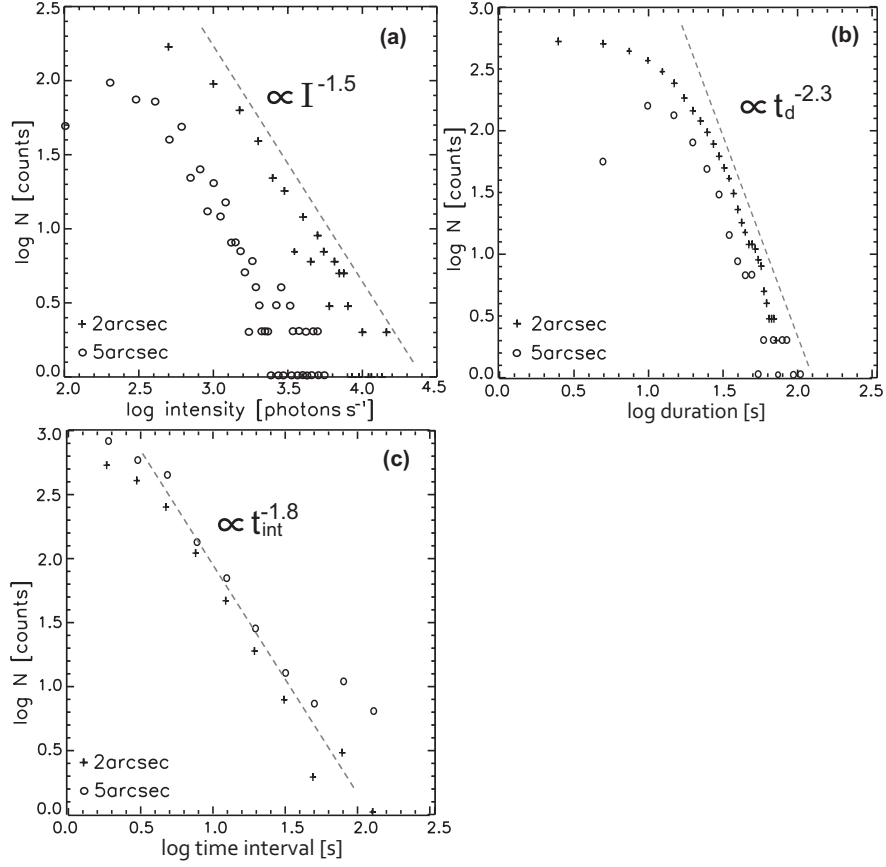 (a)
∝ I^-1.5
log N [counts]
2.5
2.0
1.5
1.0
0.5
0.0
+ 2arcsec
○ 5arcsec
2.0 2.5 3.0 3.5 4.0 4.5
log intensity [photons s⁻¹]
(b)
∝ t_d^-2.3
log N [counts]
3.0
2.5
2.0
1.5
1.0
0.5
0.0
+ 2arcsec
○ 5arcsec
0.0 0.5 1.0 1.5 2.0 2.5
log duration [s]
(c)
∝ t_int^-1.8
log N [counts]
3.0
2.5
2.0
1.5
1.0
0.5
0.0
+ 2arcsec
○ 5arcsec
0.0 0.5 1.0 1.5 2.0 2.5
log time interval [s]